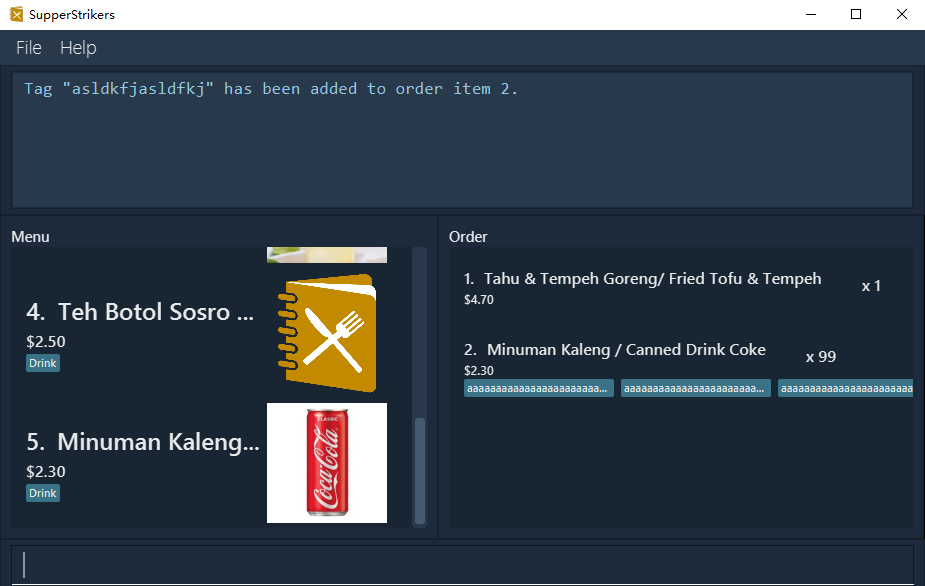 SupperStrikers
File Help
Tag "asldkfjasldfkj" has been added to order item 2.
Menu
4. Teh Botol Sosro ...
$2.50
Drink
5. Minuman Kaleng...
$2.30
Drink
CLASSIC
Coca-Cola
Order
1. Tahu & Tempeh Goreng/ Fried Tofu & Tempeh
x 1
$4.70
2. Minuman Kaleng / Canned Drink Coke
x 99
$2.30
aaaaaaaaaaaaaaaaaaaaaaa... aaaaaaaaaaaaaaaaaaaaaaaa... aaaaaaaaaaaaaaaaaaaaaaa